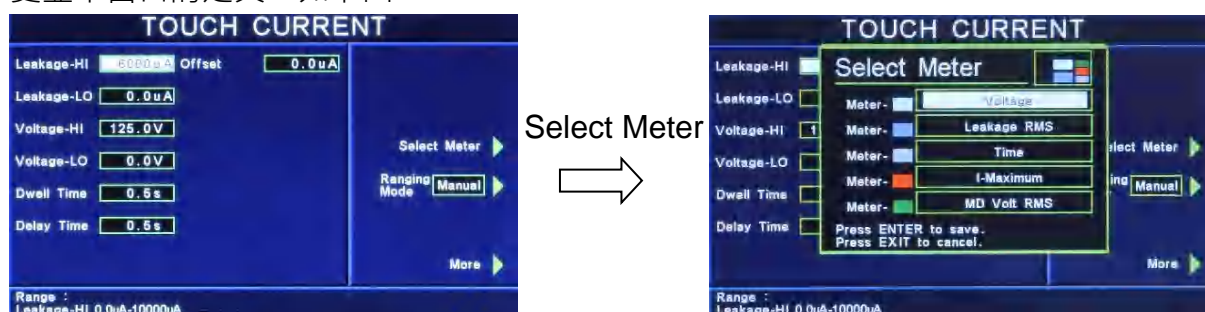 TOUCH CURRENT
Leakage-HI 6000uA Offset 0.0uA
Leakage-LO 0.0uA
Voltage-HI 125.0V
Voltage-LO 0.0V
Dwell Time 0.5s
Delay Time 0.5s
Select Meter
Ranging Mode Manual
More
Range :
Leakage-HI 0.0uA-10000uA
Select Meter
TOUCH CURRENT
Leakage-HI
Leakage-LO
Voltage-HI 1
Voltage-LO
Dwell Time
Delay Time
Select Meter
Meter- Voltage
Meter- Leakage RMS
Meter- Time
Meter- I-Maximum
Meter- MD Volt RMS
Press ENTER to save.
Press EXIT to cancel.
elect Meter
ing Manual
More
Range :
Leakage-HI 0.0uA-10000uA